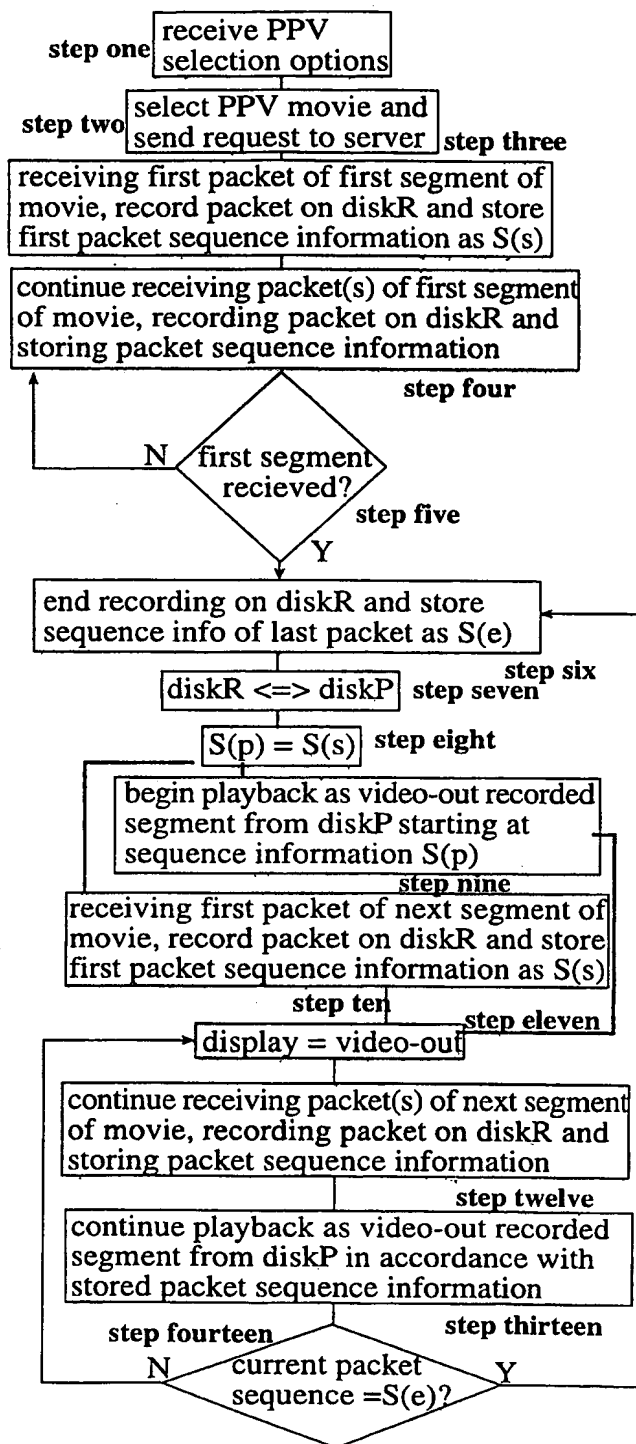 receive PPV
step one
selection options
select PPV movie and
step two
send request to server
step three
receiving first packet of first segment of
movie, record packet on diskR and store
first packet sequence information as S(s)
continue receiving packet(s) of first segment
of movie, recording packet on diskR and
storing packet sequence information
step four
N
first segment
recieved?
step five
Y
end recording on diskR and store
sequence info of last packet as S(e)
step six
diskR <=> diskP
step seven
S(p) = S(s)
step eight
begin playback as video-out recorded
segment from diskP starting at
sequence information S(p)
step nine
receiving first packet of next segment of
movie, record packet on diskR and store
first packet sequence information as S(s)
step ten
step eleven
display = video-out
continue receiving packet(s) of next segment
of movie, recording packet on diskR and
storing packet sequence information
step twelve
continue playback as video-out recorded
segment from diskP in accordance with
stored packet sequence information
step thirteen
step fourteen
N
current packet
sequence =S(e)?
Y